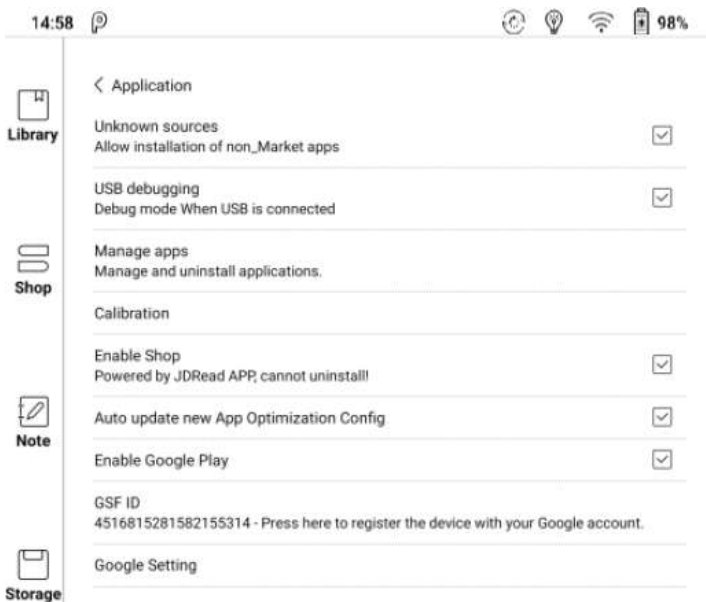 14:58
98%
Library
Shop
Note
Storage
Application
Unknown sources
Allow installation of non_Market apps
USB debugging
Debug mode When USB is connected
Manage apps
Manage and uninstall applications.
Calibration
Enable Shop
Powered by JDRead APP, cannot uninstall!
Auto update new App Optimization Config
Enable Google Play
GSF ID
4516815281582155314 - Press here to register the device with your Google account.
Google Setting